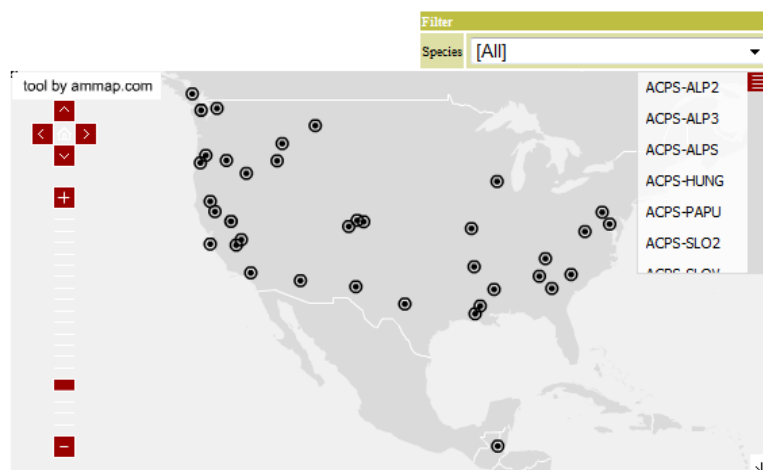 Filter
Species [All]
tool by ammap.com
ACPS-ALP2
ACPS-ALP3
ACPS-ALPS
ACPS-HUNG
ACPS-PAPU
ACPS-SLO2